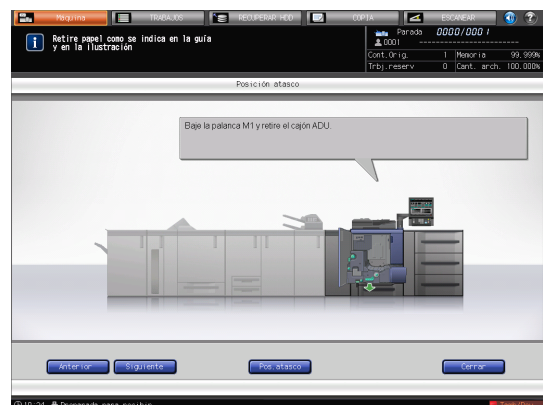 Máquina
TRABAJOS
RECUPERAR HDD
COPIA
ESCANEAR
Retire papel como se indica en la guía
y en la ilustración
Parada 0000/0001
0001 ----------------------
Cont.Orig. 1 Memoria 99.999%
Trbj.reserv 0 Cant. arch. 100.000%
Posición atasco
Baje la palanca M1 y retire el cajón ADU.
Anterior
Siguiente
Pos.atasco
Cerrar